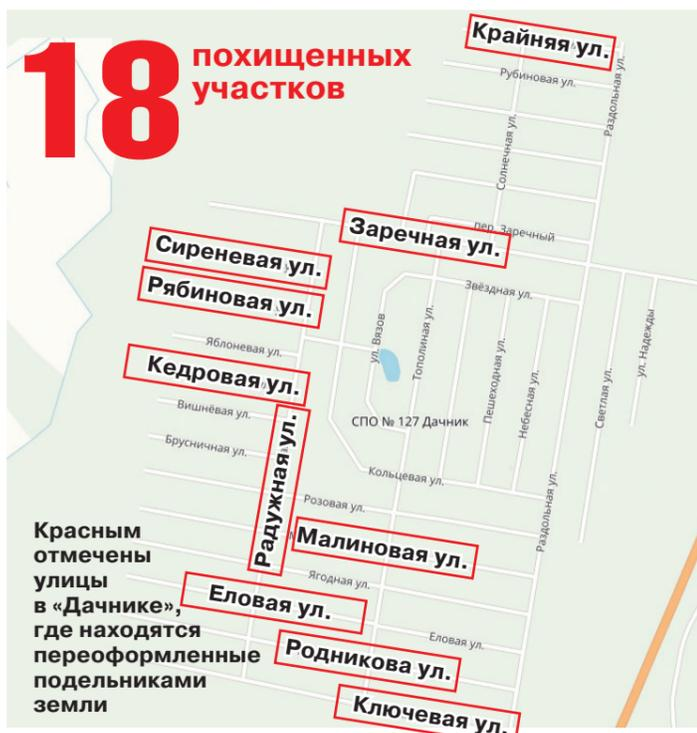 18
похищенных
участков
Крайняя ул.
Рубиновая ул.
Раздольная ул.
Солнечная ул.
пер. Заречный
Заречная ул.
Сиреневая ул.
Рябиновая ул.
Звёздная ул.
ул. Вязов
Тополиная ул.
Пешеходная ул.
Небесная ул.
Светлая ул.
ул. Надежды
Яблоневая ул.
Кедровая ул.
Вишнёвая ул.
СПО № 127 Дачник
Брусничная ул.
Радужная ул.
Кольцевая ул.
Раздольная ул.
Розовая ул.
Малиновая ул.
Ягодная ул.
Еловая ул.
Еловая ул.
Родникова ул.
Ключевая ул.
Красным
отмечены
улицы
в «Дачнике»,
где находятся
переоформленные
подельниками
земли